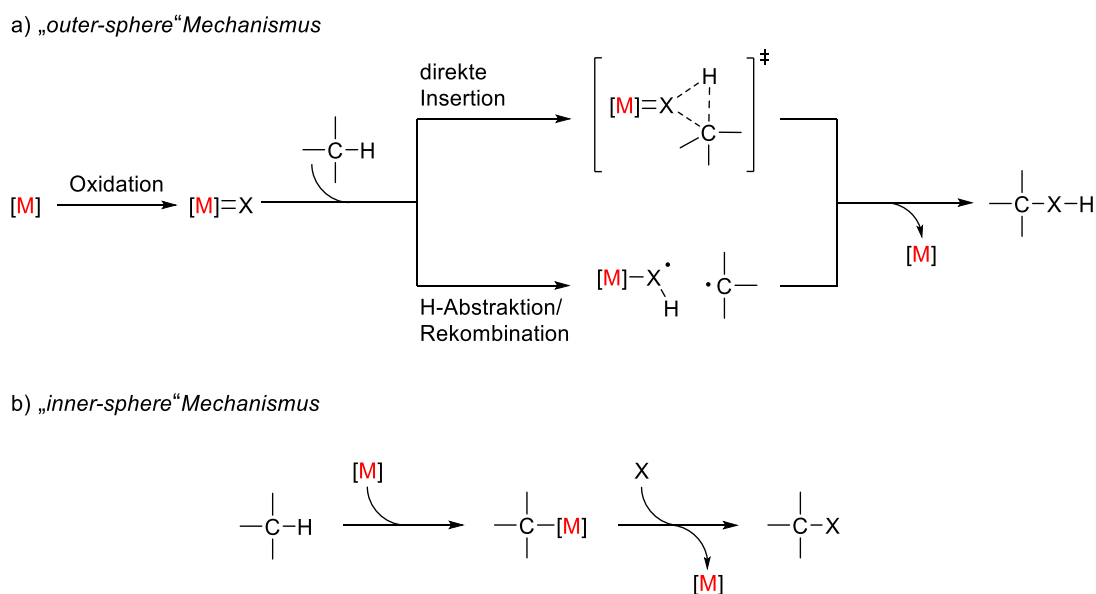 a) „outer-sphere“Mechanismus
direkte
Insertion
[M]=X
H
C
‡
C–H
Oxidation
[M]
[M]=X
C–X–H
[M]
[M]–X•
H
•C
H-Abstraktion/
Rekombination
b) „inner-sphere“Mechanismus
[M]
X
C–H
C–[M]
C–X
[M]